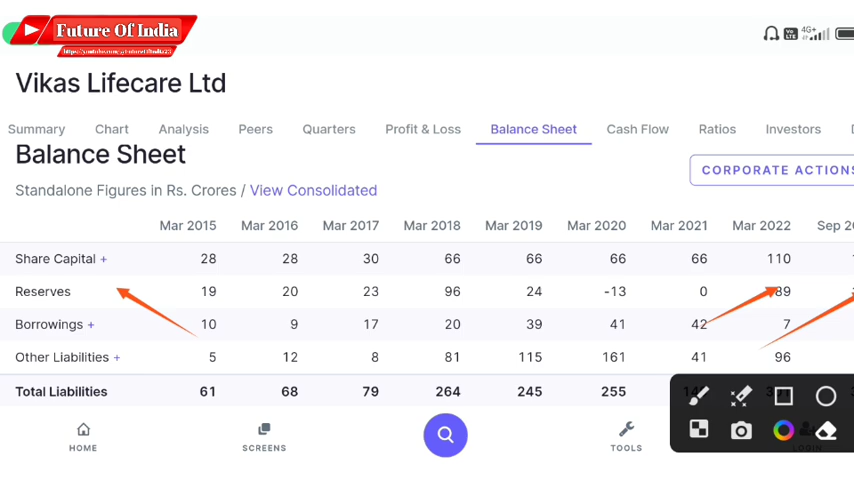 Future Of India
4G+
Vikas Lifecare Ltd
Summary Chart Analysis Peers Quarters Profit & Loss Balance Sheet Cash Flow Ratios Investors
Balance Sheet
CORPORATE ACTIONS
Standalone Figures in Rs. Crores / View Consolidated
Mar 2015 Mar 2016 Mar 2017 Mar 2018 Mar 2019 Mar 2020 Mar 2021 Mar 2022 Sep
Share Capital + 28 28 30 66 66 66 66 110
Reserves 19 20 23 96 24 -13 0 89
Borrowings + 10 9 17 20 39 41 42 7
Other Liabilities + 5 12 8 81 115 161 41 96
Total Liabilities 61 68 79 264 245 255
HOME SCREENS TOOLS LOGIN